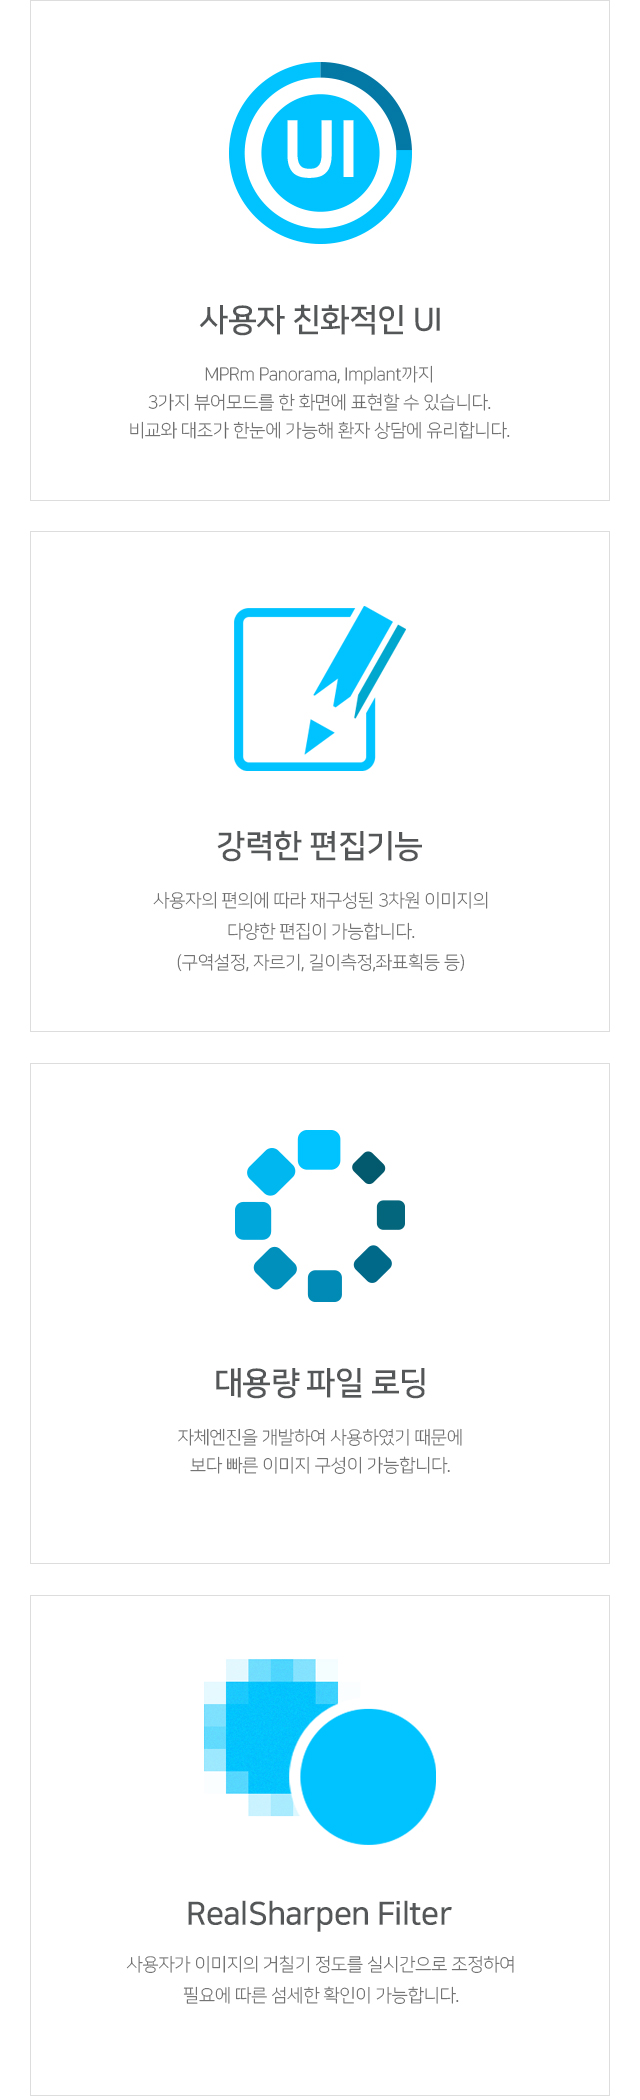 UI
사용자 친화적인 UI
MPRm Panorama, Implant까지
3가지 뷰어모드를 한 화면에 표현할 수 있습니다.
비교와 대조가 한눈에 가능해 환자 상담에 유리합니다.
강력한 편집기능
사용자의 편의에 따라 재구성된 3차원 이미지의
다양한 편집이 가능합니다.
(구역설정, 자르기, 길이측정,좌표획등 등)
대용량 파일 로딩
자체엔진을 개발하여 사용하였기 때문에
보다 빠른 이미지 구성이 가능합니다.
RealSharpen Filter
사용자가 이미지의 거칠기 정도를 실시간으로 조정하여
필요에 따른 섬세한 확인이 가능합니다.